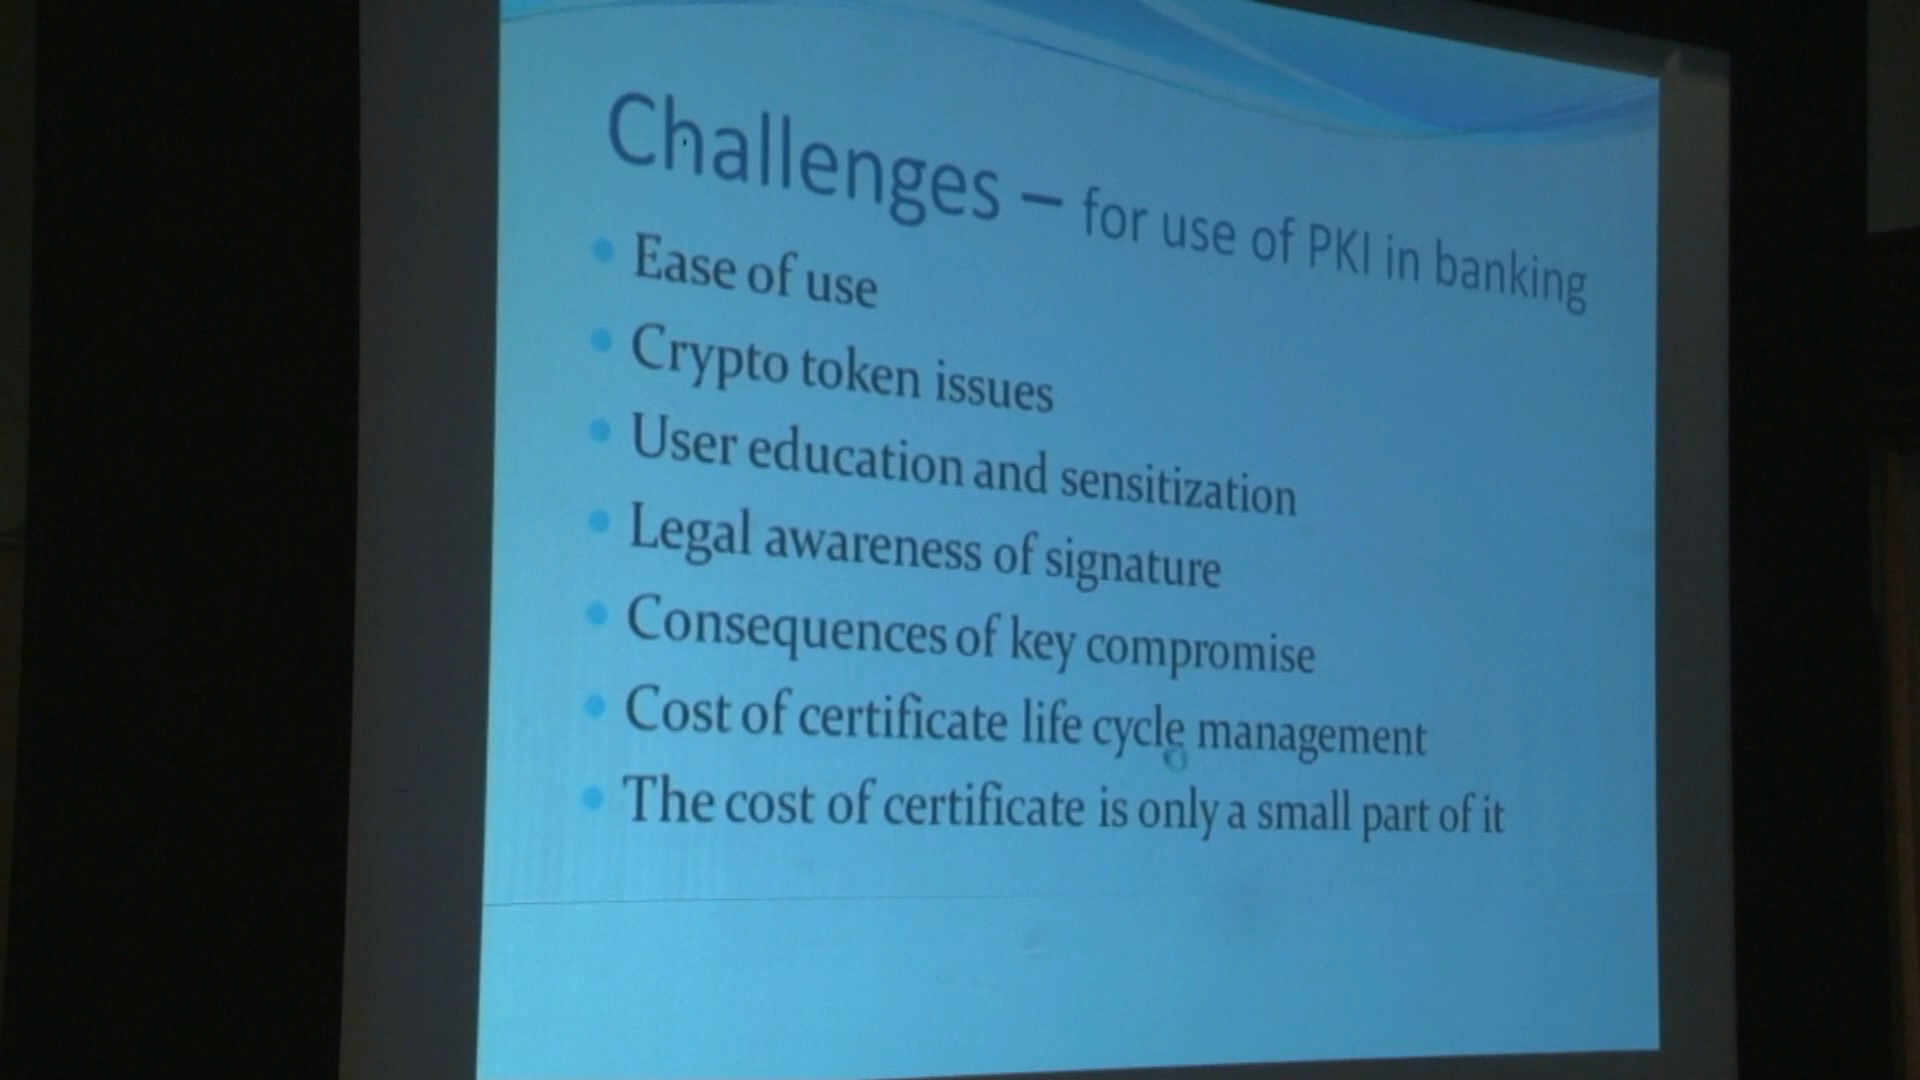 Challenges – for use of PKI in banking
Ease of use
Crypto token issues
User education and sensitization
Legal awareness of signature
Consequences of key compromise
Cost of certificate life cycle management
The cost of certificate is only a small part of it